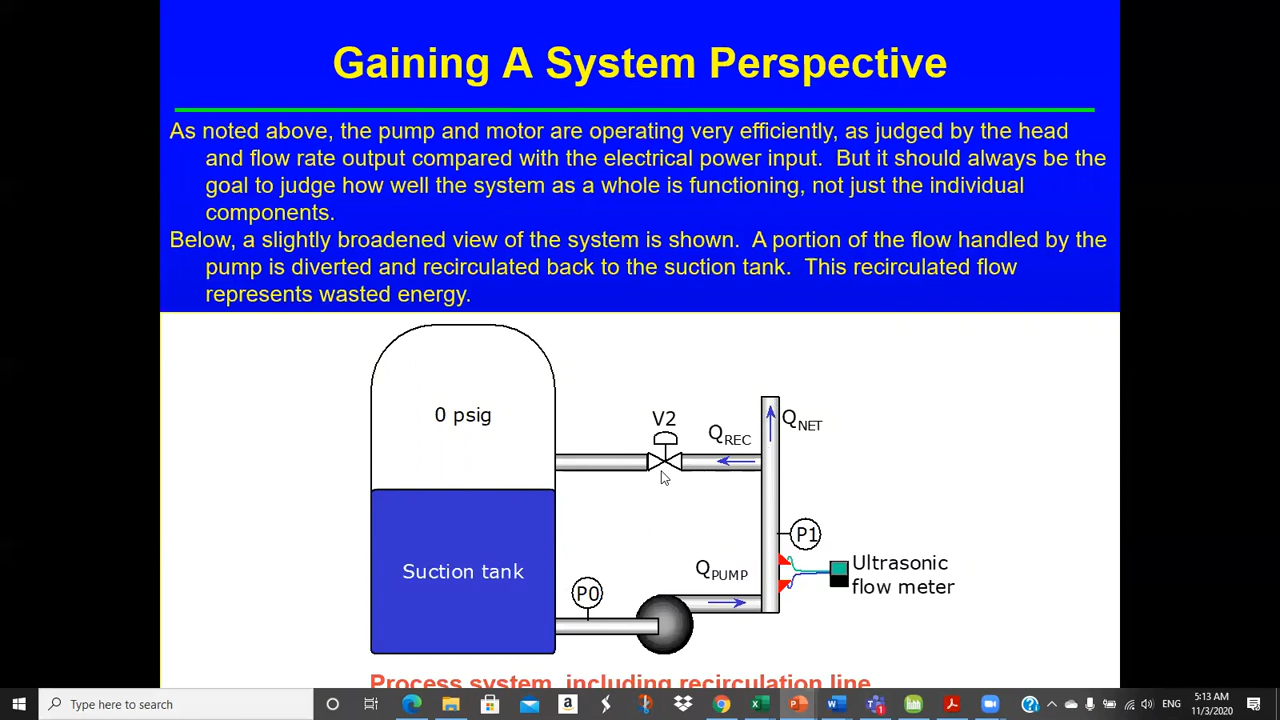 Gaining A System Perspective
As noted above, the pump and motor are operating very efficiently, as judged by the head
and flow rate output compared with the electrical power input.  But it should always be the
goal to judge how well the system as a whole is functioning, not just the individual
components.
Below, a slightly broadened view of the system is shown.  A portion of the flow handled by the
pump is diverted and recirculated back to the suction tank.  This recirculated flow
represents wasted energy.
0 psig
V2
QREC
QNET
P1
Suction tank
QPUMP
Ultrasonic
flow meter
P0
Process system, including recirculation line
Type here to search
5:13 AM
11/3/2020